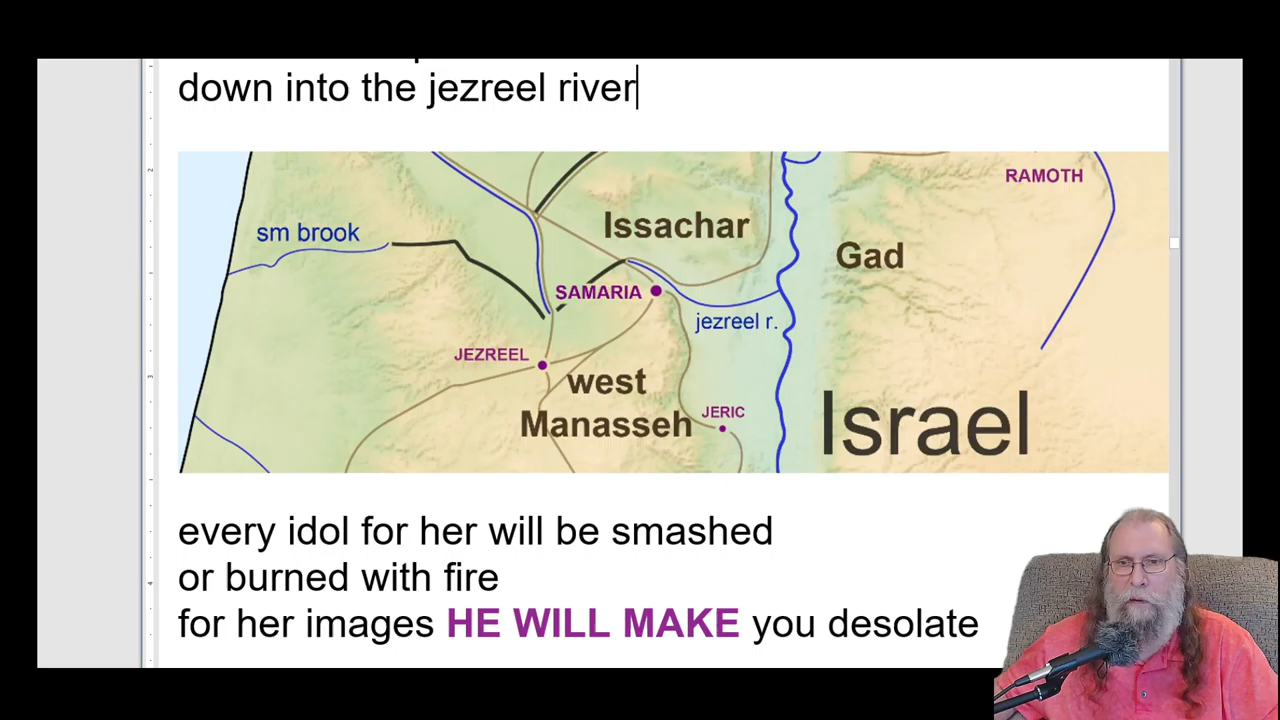 down into the jezreel river
RAMOTH
Issachar
sm brook
Gad
SAMARIA
jezreel r.
JEZREEL
west
Manasseh
JERIC
Israel
every idol for her will be smashed
or burned with fire
for her images HE WILL MAKE you desolate